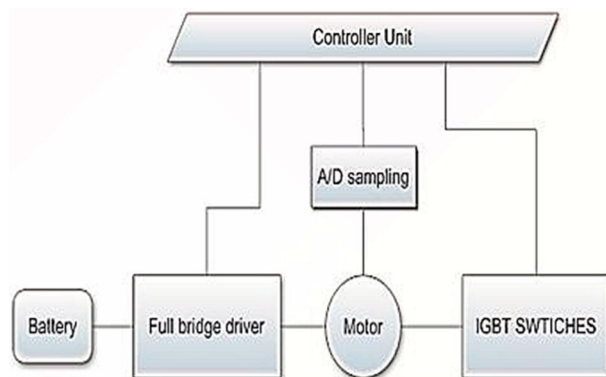 Controller Unit
A/D sampling
Battery
Full bridge driver
Motor
IGBT SWTICHES